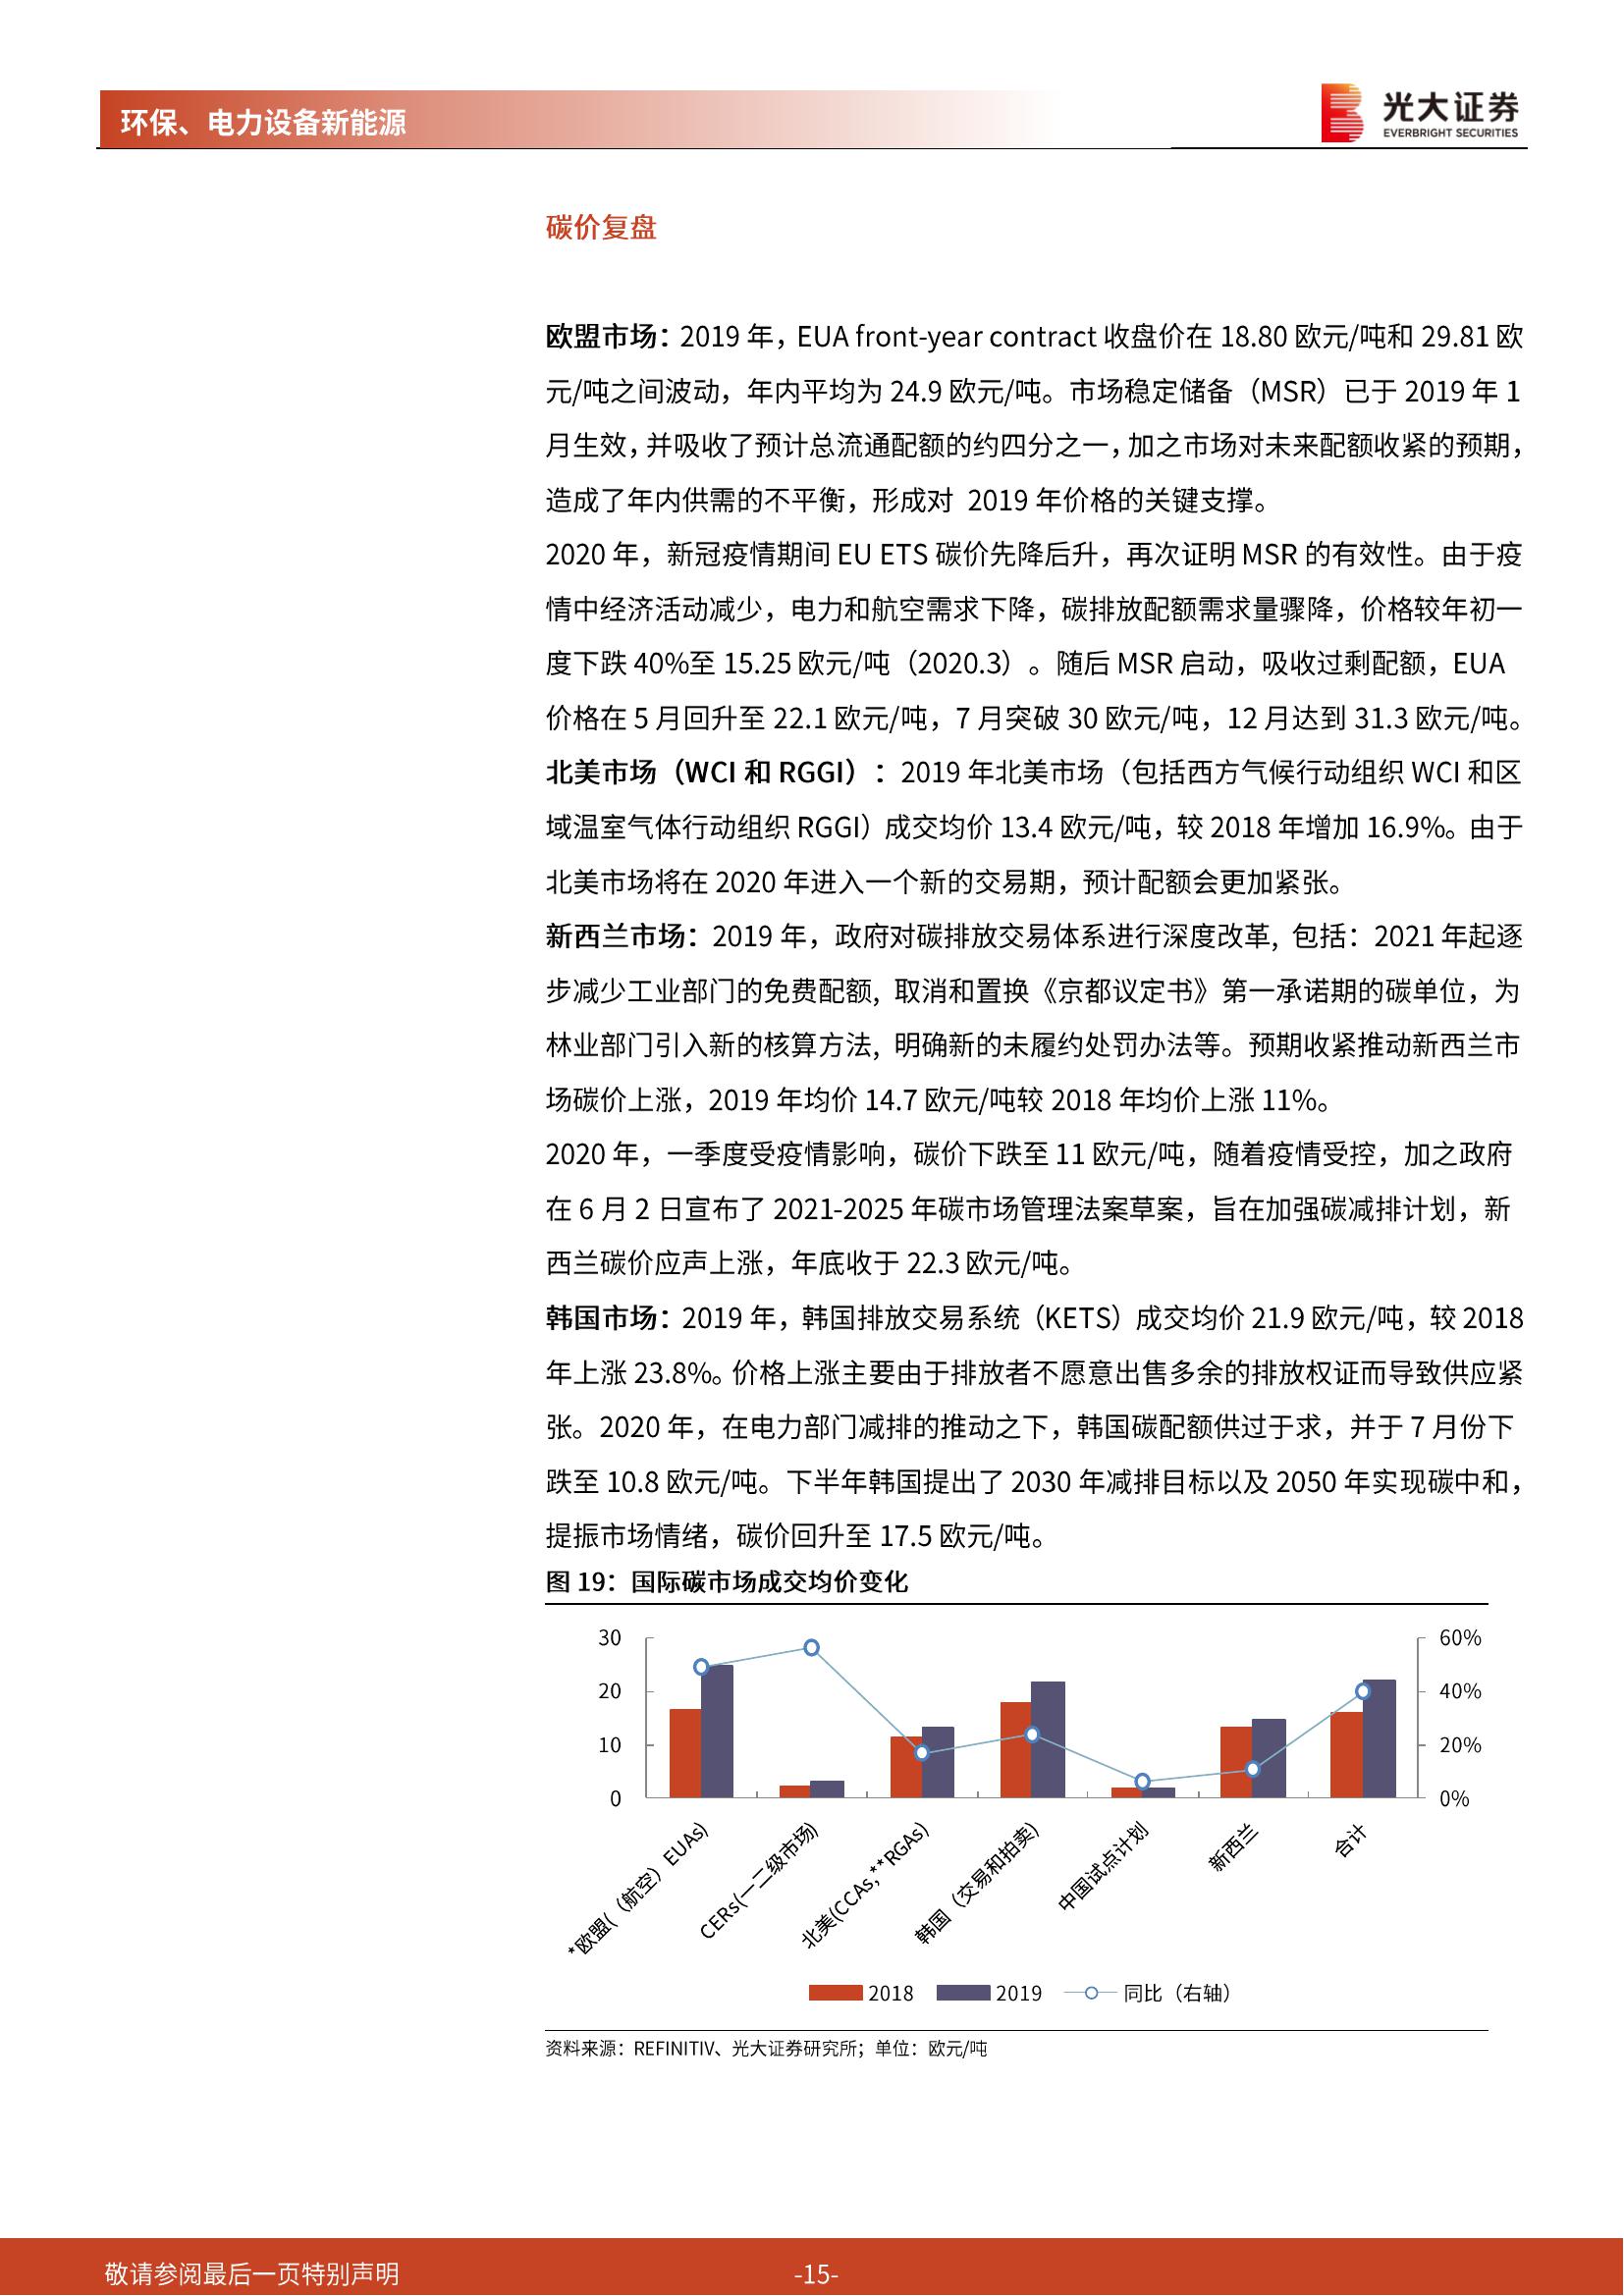 环保、电力设备新能源
光大证券
EVERBRIGHT SECURITIES
碳价复盘
欧盟市场：2019 年，EUA front-year contract 收盘价在 18.80 欧元/吨和 29.81 欧
元/吨之间波动，年内平均为 24.9 欧元/吨。市场稳定储备（MSR）已于 2019 年 1
月生效，并吸收了预计总流通配额的约四分之一，加之市场对未来配额收紧的预期，
造成了年内供需的不平衡，形成对 2019 年价格的关键支撑。
2020 年，新冠疫情期间 EU ETS 碳价先降后升，再次证明 MSR 的有效性。由于疫
情中经济活动减少，电力和航空需求下降，碳排放配额需求量骤降，价格较年初一
度下跌 40%至 15.25 欧元/吨（2020.3）。随后 MSR 启动，吸收过剩配额，EUA
价格在 5 月回升至 22.1 欧元/吨，7 月突破 30 欧元/吨，12 月达到 31.3 欧元/吨。
北美市场（WCI 和 RGGI）：2019 年北美市场（包括西方气候行动组织 WCI 和区
域温室气体行动组织 RGGI）成交均价 13.4 欧元/吨，较 2018 年增加 16.9%。由于
北美市场将在 2020 年进入一个新的交易期，预计配额会更加紧张。
新西兰市场：2019 年，政府对碳排放交易体系进行深度改革, 包括：2021 年起逐
步减少工业部门的免费配额, 取消和置换《京都议定书》第一承诺期的碳单位，为
林业部门引入新的核算方法, 明确新的未履约处罚办法等。预期收紧推动新西兰市
场碳价上涨，2019 年均价 14.7 欧元/吨较 2018 年均价上涨 11%。
2020 年，一季度受疫情影响，碳价下跌至 11 欧元/吨，随着疫情受控，加之政府
在 6 月 2 日宣布了 2021-2025 年碳市场管理法案草案，旨在加强碳减排计划，新
西兰碳价应声上涨，年底收于 22.3 欧元/吨。
韩国市场：2019 年，韩国排放交易系统（KETS）成交均价 21.9 欧元/吨，较 2018
年上涨 23.8%。价格上涨主要由于排放者不愿意出售多余的排放权证而导致供应紧
张。2020 年，在电力部门减排的推动之下，韩国碳配额供过于求，并于 7 月份下
跌至 10.8 欧元/吨。下半年韩国提出了 2030 年减排目标以及 2050 年实现碳中和，
提振市场情绪，碳价回升至 17.5 欧元/吨。
图 19：国际碳市场成交均价变化
30 60%
20 40%
10 20%
0 0%
*欧盟(（航空）EUAs)
CERs(一二级市场)
北美(CCAs,**RGAs)
韩国（交易和拍卖）
中国试点计划
新西兰
合计
2018 2019 同比（右轴）
资料来源：REFINITIV、光大证券研究所；单位：欧元/吨
敬请参阅最后一页特别声明 -15-